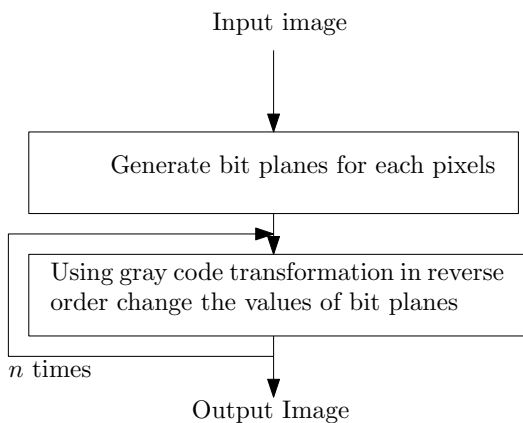 Input image
Generate bit planes for each pixels
Using gray code transformation in reverse
order change the values of bit planes
n times
Output Image